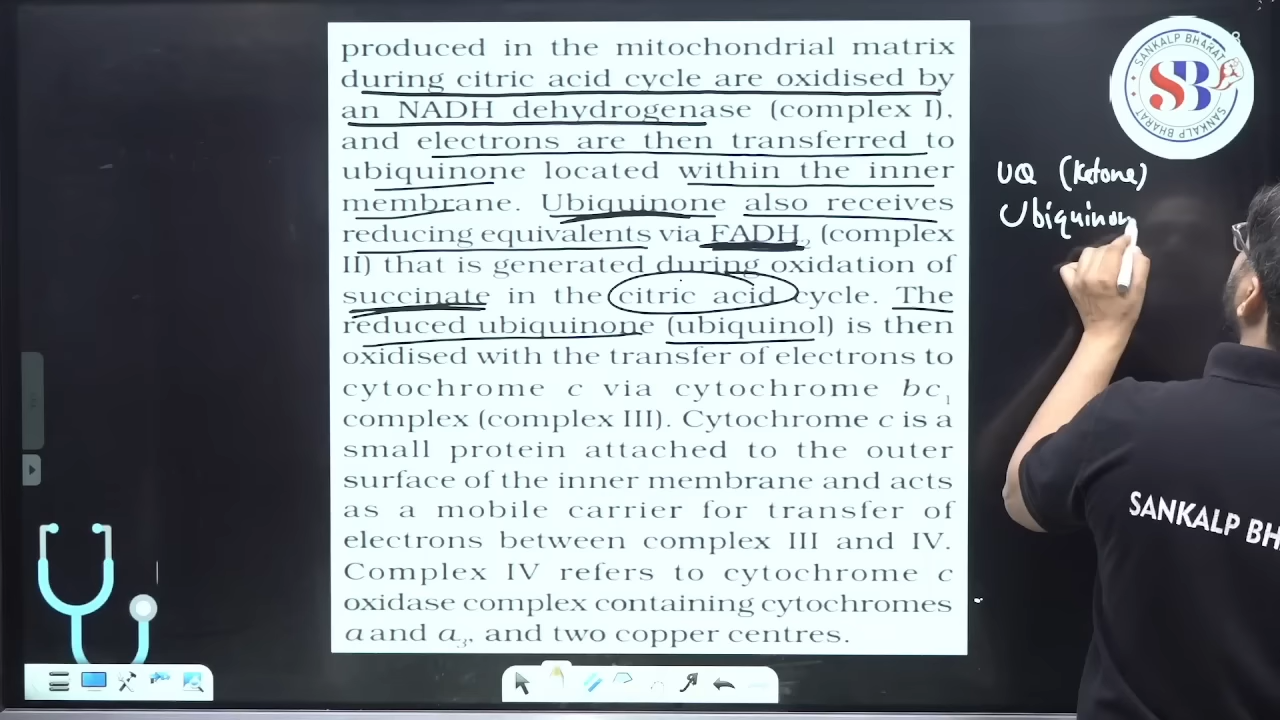 produced in the mitochondrial matrix
during citric acid cycle are oxidised by
an NADH dehydrogenase (complex I),
and electrons are then transferred to
ubiquinone located within the inner
membrane. Ubiquinone also receives
reducing equivalents via FADH₂ (complex
II) that is generated during oxidation of
succinate in the citric acid cycle. The
reduced ubiquinone (ubiquinol) is then
oxidised with the transfer of electrons to
cytochrome c via cytochrome bc₁
complex (complex III). Cytochrome c is a
small protein attached to the outer
surface of the inner membrane and acts
as a mobile carrier for transfer of
electrons between complex III and IV.
Complex IV refers to cytochrome c
oxidase complex containing cytochromes
a and a₃, and two copper centres.
UQ (Ketone)
Ubiquinon
SANKALP BHARAT
SB
SANKALP BHARAT
SANKALP BH